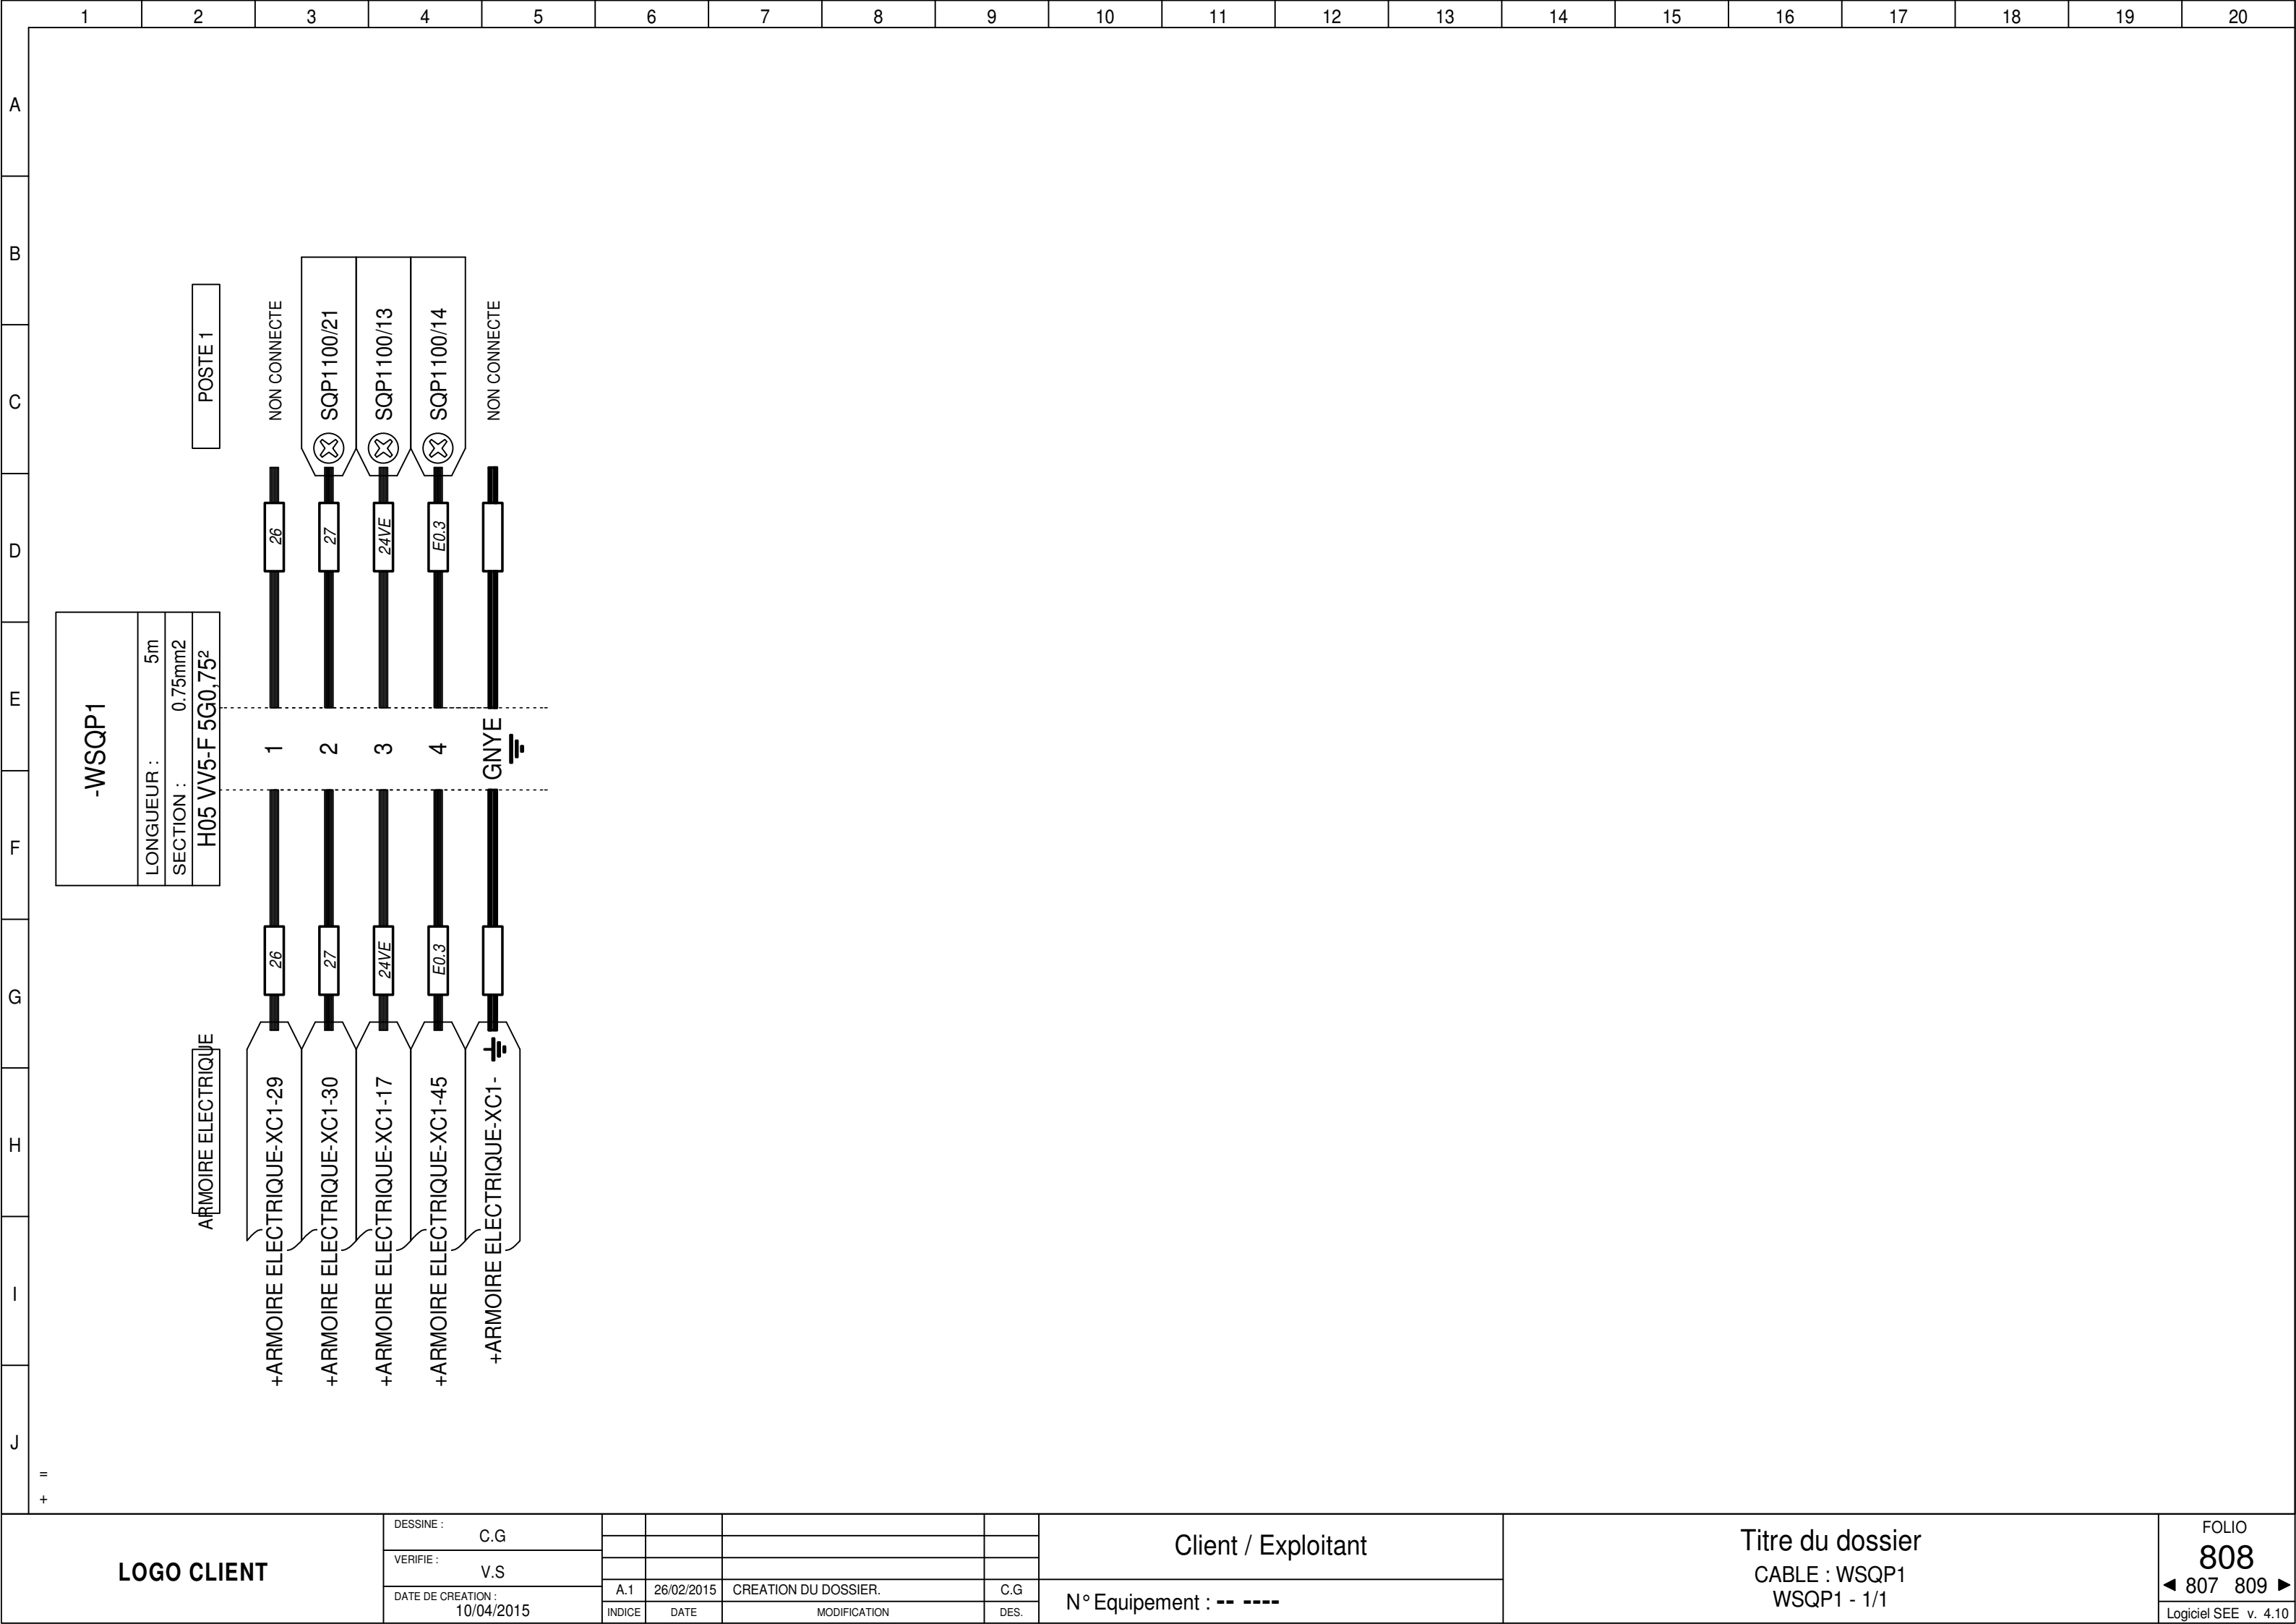 1 2 3 4 5 6 7 8 9 10 11 12 13 14 15 16 17 18 19 20
A
B
C
D
E
F
G
H
I
J
-WSQP1
LONGUEUR : 5m
SECTION : 0.75mm2
H05 VV5-F 5G0,75²
POSTE 1
ARMOIRE ELECTRIQUE
NON CONNECTE
26
1
26
+ARMOIRE ELECTRIQUE-XC1-29
SQP1100/21
27
2
27
+ARMOIRE ELECTRIQUE-XC1-30
SQP1100/13
24VE
3
24VE
+ARMOIRE ELECTRIQUE-XC1-17
SQP1100/14
E0.3
4
E0.3
+ARMOIRE ELECTRIQUE-XC1-45
NON CONNECTE
GNYE
+ARMOIRE ELECTRIQUE-XC1-
=
+
LOGO CLIENT
DESSINE :
C.G
VERIFIE :
V.S
DATE DE CREATION :
10/04/2015
A.1 26/02/2015 CREATION DU DOSSIER. C.G
INDICE DATE MODIFICATION DES.
Client / Exploitant
N° Equipement : -- ----
Titre du dossier
CABLE : WSQP1
WSQP1 - 1/1
FOLIO
808
◄ 807 809 ►
Logiciel SEE v. 4.10